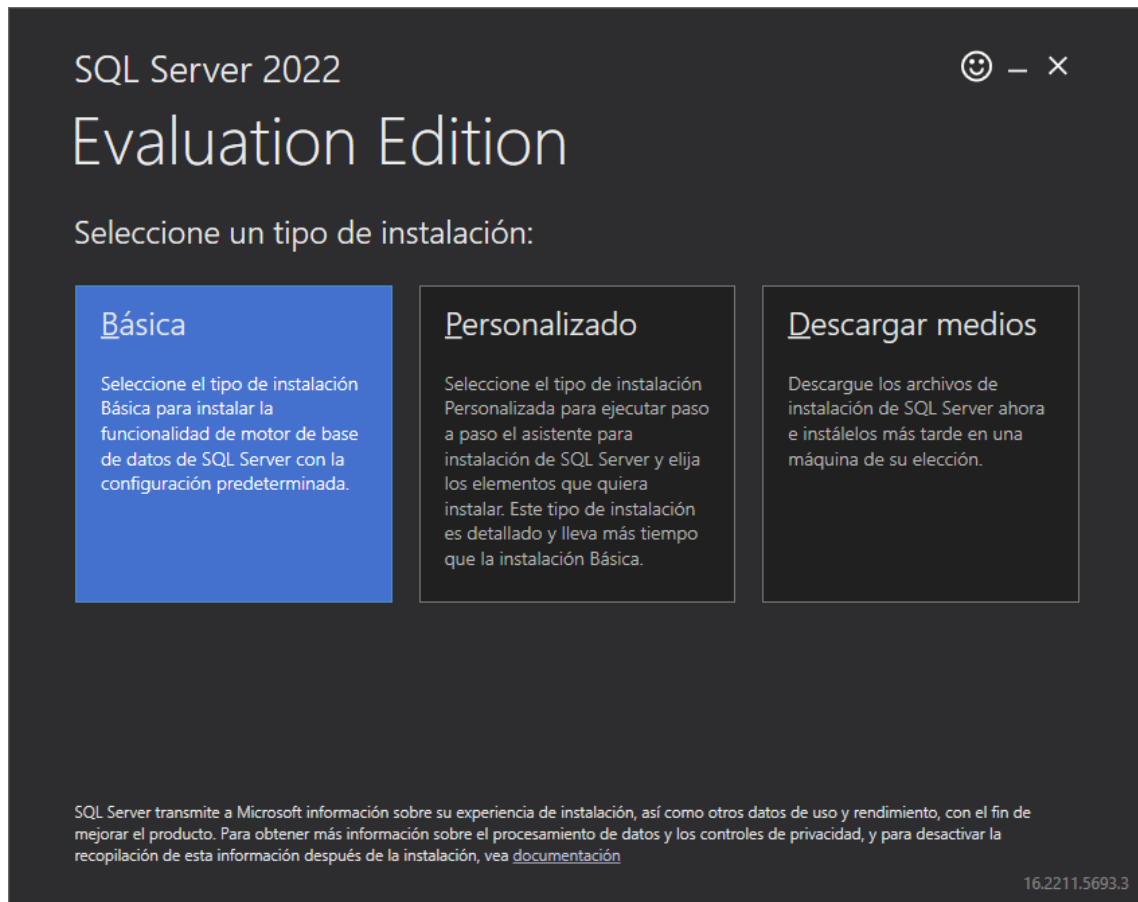 SQL Server 2022
Evaluation Edition
Seleccione un tipo de instalación:
Básica
Seleccione el tipo de instalación
Básica para instalar la
funcionalidad de motor de base
de datos de SQL Server con la
configuración predeterminada.
Personalizado
Seleccione el tipo de instalación
Personalizada para ejecutar paso
a paso el asistente para
instalación de SQL Server y elija
los elementos que quiera
instalar. Este tipo de instalación
es detallado y lleva más tiempo
que la instalación Básica.
Descargar medios
Descargue los archivos de
instalación de SQL Server ahora
e instálelos más tarde en una
máquina de su elección.
SQL Server transmite a Microsoft información sobre su experiencia de instalación, así como otros datos de uso y rendimiento, con el fin de
mejorar el producto. Para obtener más información sobre el procesamiento de datos y los controles de privacidad, y para desactivar la
recopilación de esta información después de la instalación, vea documentación
16.2211.5693.3